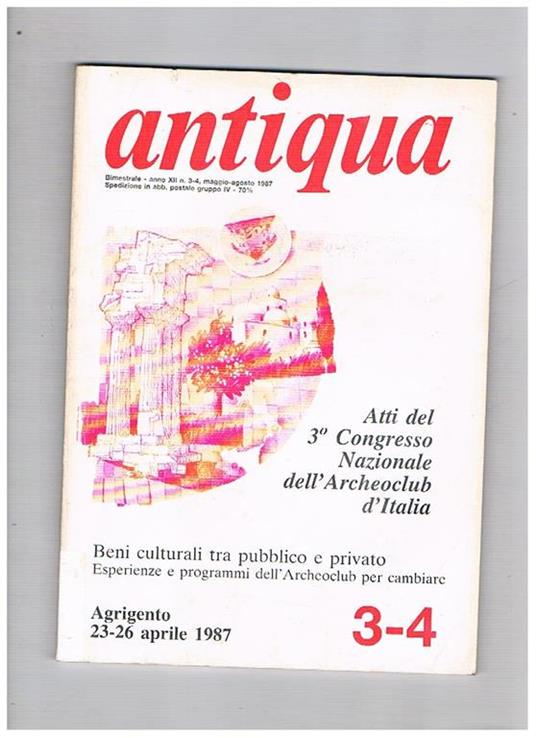 antiqua
Bimestrale - anno XII n. 3-4, maggio-agosto 1987
Spedizione in abb. postale gruppo IV - 70%
Atti del
3º Congresso
Nazionale
dell'Archeoclub
d'Italia
Beni culturali tra pubblico e privato
Esperienze e programmi dell'Archeoclub per cambiare
Agrigento
23-26 aprile 1987
3-4